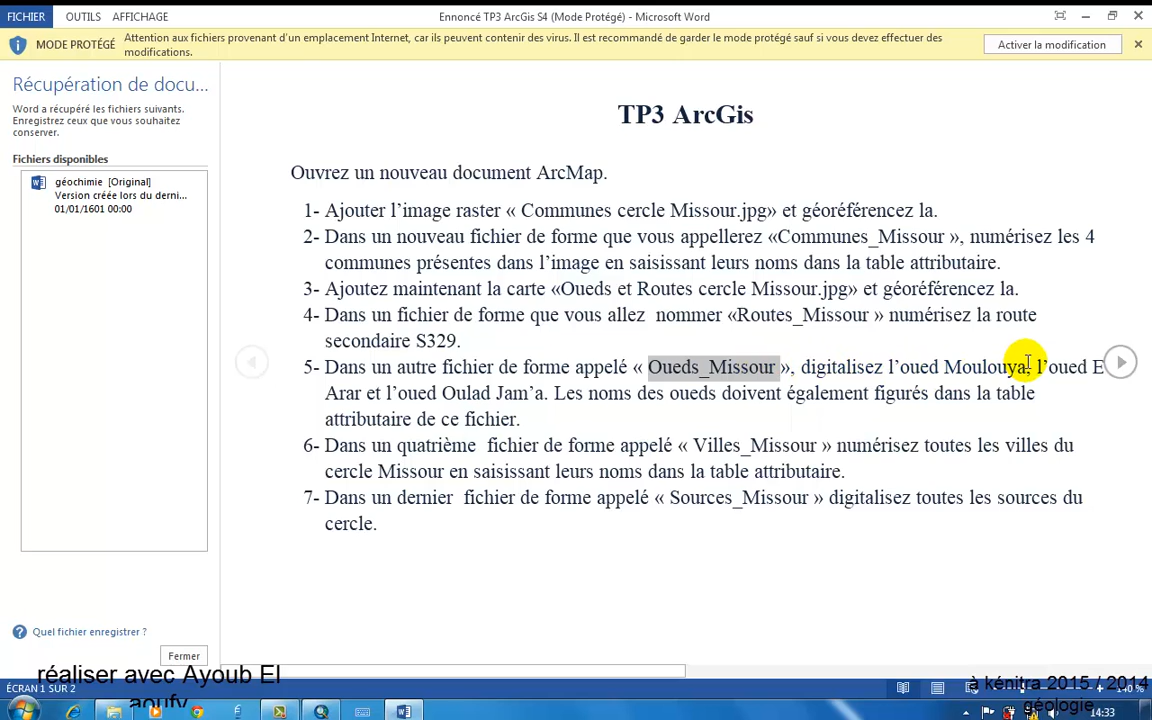 FICHIER OUTILS AFFICHAGE Ennoncé TP3 ArcGis S4 (Mode Protégé) - Microsoft Word
MODE PROTÉGÉ Attention aux fichiers provenant d'un emplacement Internet, car ils peuvent contenir des virus. Il est recommandé de garder le mode protégé sauf si vous devez effectuer des
modifications.
Activer la modification
Récupération de docu...
Word a récupéré les fichiers suivants.
Enregistrez ceux que vous souhaitez
conserver.
Fichiers disponibles
géochimie [Original]
Version créée lors du derni...
01/01/1601 00:00
TP3 ArcGis
Ouvrez un nouveau document ArcMap.
1- Ajouter l'image raster « Communes cercle Missour.jpg» et géoréférencez la.
2- Dans un nouveau fichier de forme que vous appellerez «Communes_Missour », numérisez les 4
communes présentes dans l'image en saisissant leurs noms dans la table attributaire.
3- Ajoutez maintenant la carte «Oueds et Routes cercle Missour.jpg» et géoréférencez la.
4- Dans un fichier de forme que vous allez nommer «Routes_Missour » numérisez la route
secondaire S329.
5- Dans un autre fichier de forme appelé « Oueds_Missour », digitalisez l'oued Moulouya, l'oued E
Arar et l'oued Oulad Jam'a. Les noms des oueds doivent également figurés dans la table
attributaire de ce fichier.
6- Dans un quatrième fichier de forme appelé « Villes_Missour » numérisez toutes les villes du
cercle Missour en saisissant leurs noms dans la table attributaire.
7- Dans un dernier fichier de forme appelé « Sources_Missour » digitalisez toutes les sources du
cercle.
Quel fichier enregistrer ?
Fermer
réaliser avec Ayoub El
aoufy
à kénitra 2015 / 2014
géologie
ÉCRAN 1 SUR 2
140 %
14:33